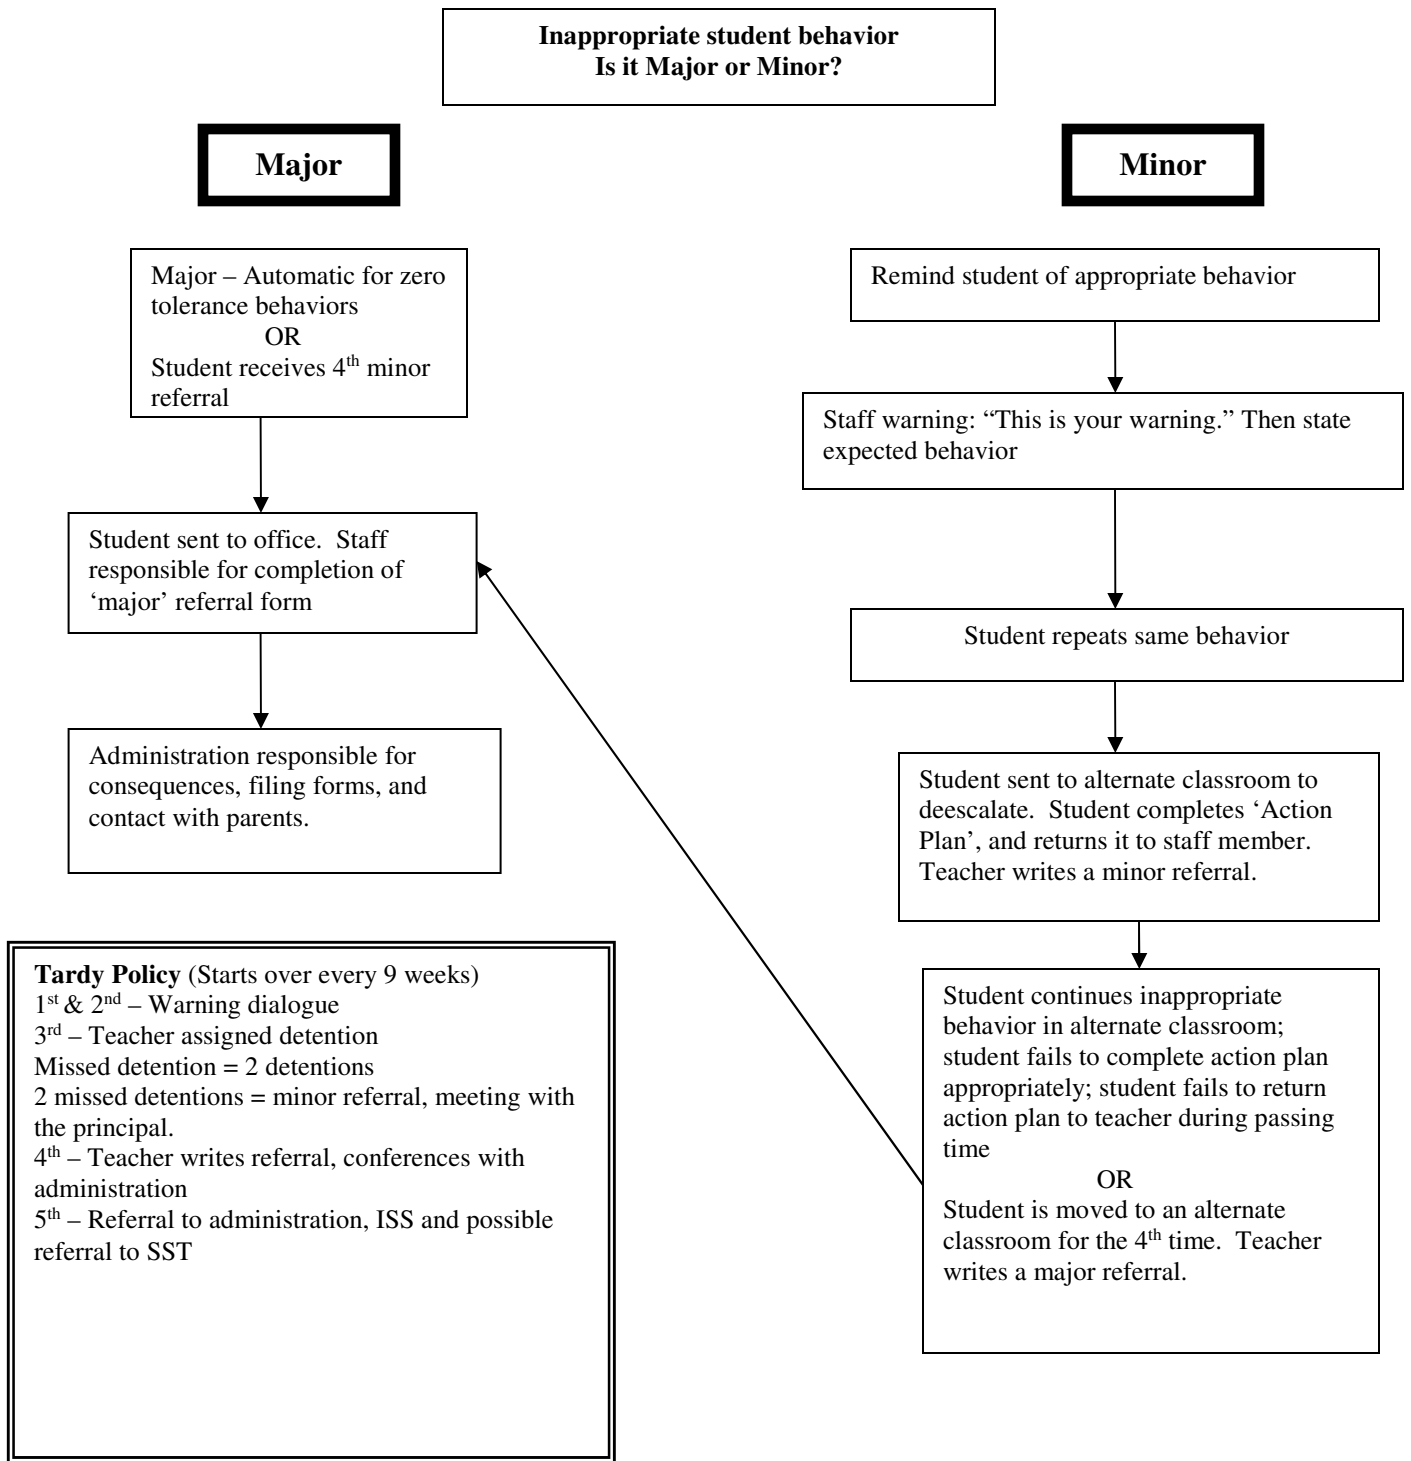 Inappropriate student behavior
Is it Major or Minor?
Major
Minor
Major – Automatic for zero
tolerance behaviors
OR
Student receives 4th minor
referral
Student sent to office.  Staff
responsible for completion of
‘major’ referral form
Administration responsible for
consequences, filing forms, and
contact with parents.
Remind student of appropriate behavior
Staff warning: “This is your warning.” Then state
expected behavior
Student repeats same behavior
Student sent to alternate classroom to
deescalate.  Student completes ‘Action
Plan’, and returns it to staff member.
Teacher writes a minor referral.
Student continues inappropriate
behavior in alternate classroom;
student fails to complete action plan
appropriately; student fails to return
action plan to teacher during passing
time
OR
Student is moved to an alternate
classroom for the 4th time.  Teacher
writes a major referral.
Tardy Policy (Starts over every 9 weeks)
1st & 2nd – Warning dialogue
3rd – Teacher assigned detention
Missed detention = 2 detentions
2 missed detentions = minor referral, meeting with
the principal.
4th – Teacher writes referral, conferences with
administration
5th – Referral to administration, ISS and possible
referral to SST